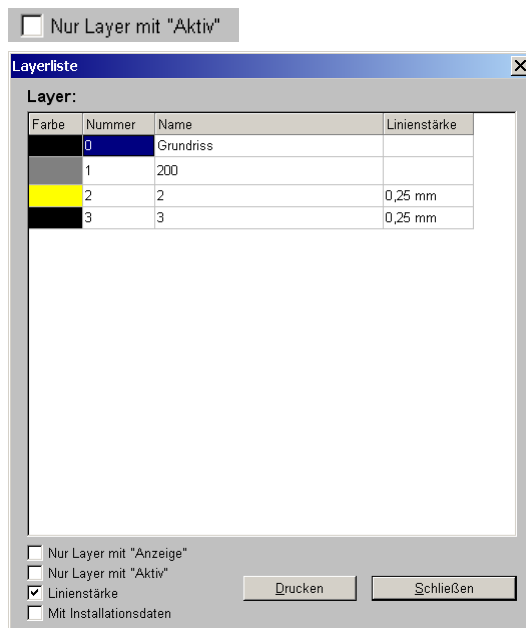 Nur Layer mit "Aktiv"
Layerliste
Layer:
Farbe Nummer Name Linienstärke
0 Grundriss
1 200
2 2 0,25 mm
3 3 0,25 mm
Nur Layer mit "Anzeige"
Nur Layer mit "Aktiv"
Linienstärke
Mit Installationsdaten
Drucken Schließen